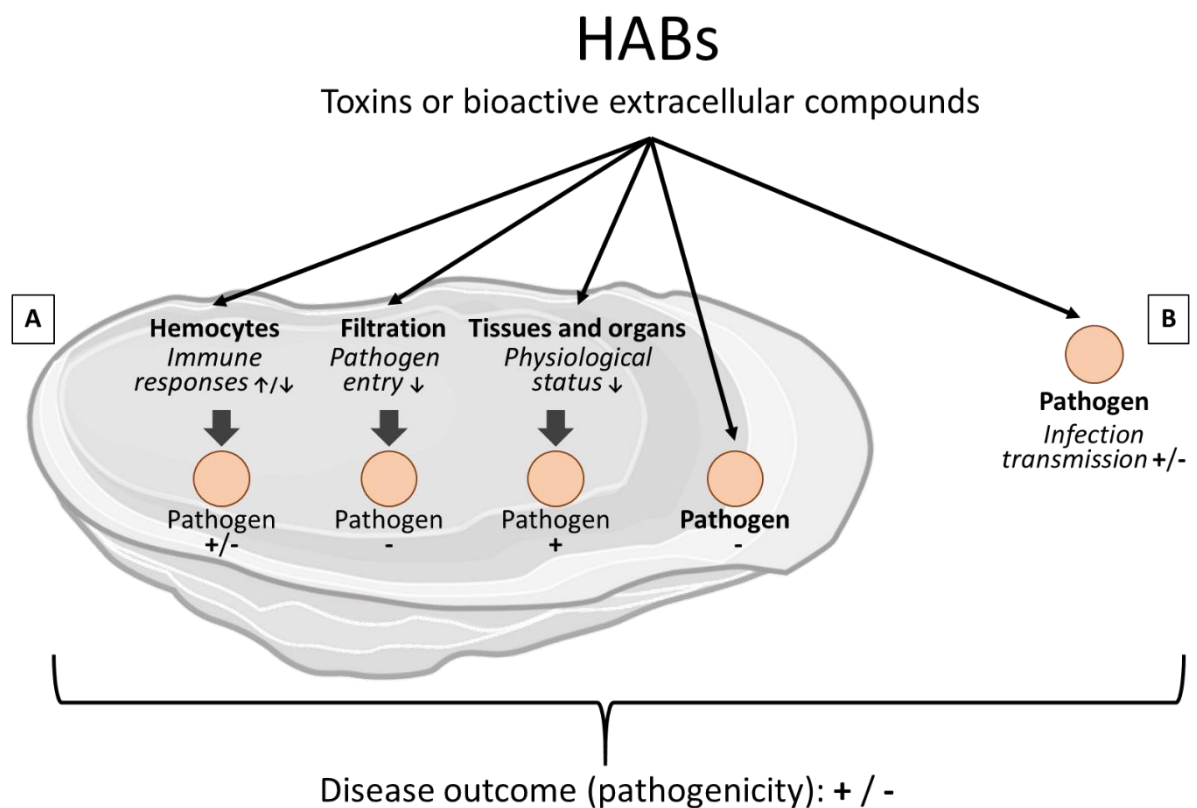 HABs
Toxins or bioactive extracellular compounds
A
Hemocytes
Immune
responses ↑/↓
Pathogen
+/-
Filtration
Pathogen
entry ↓
Pathogen
-
Tissues and organs
Physiological
status ↓
Pathogen
+
Pathogen
-
B
Pathogen
Infection
transmission +/-
Disease outcome (pathogenicity): + / -